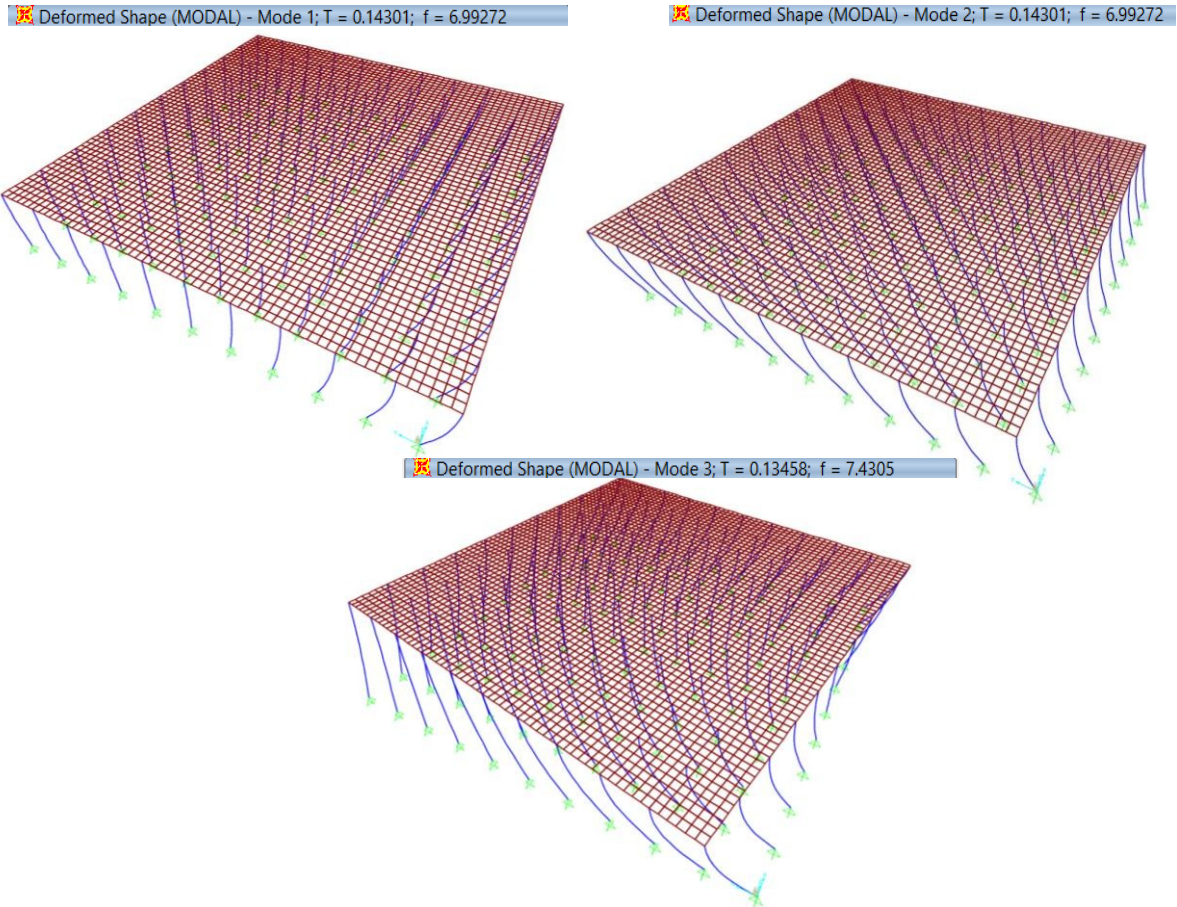 Deformed Shape (MODAL) - Mode 1; T = 0.14301; f = 6.99272
Deformed Shape (MODAL) - Mode 2; T = 0.14301; f = 6.99272
Deformed Shape (MODAL) - Mode 3; T = 0.13458; f = 7.4305